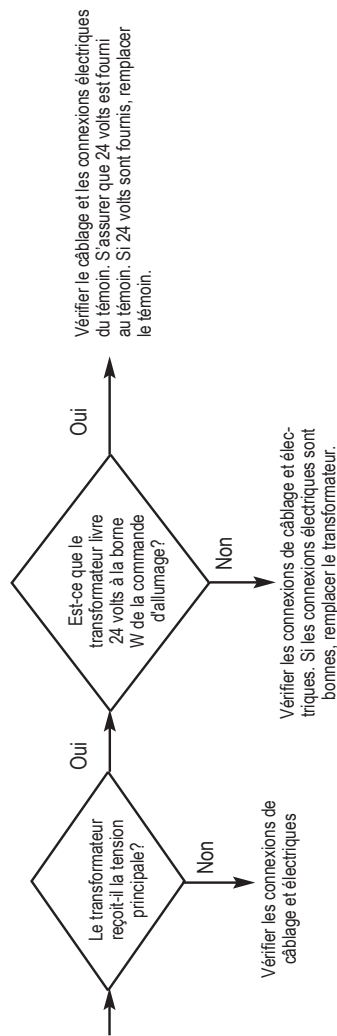 Le transformateur
reçoit-il la tension
principale?
Oui
Non
Vérifier les connexions de
câblage et électriques
Est-ce que le
transformateur livre
24 volts à la borne
W de la commande
d'allumage?
Oui
Non
Vérifier les connexions de câblage et élec-
triques. Si les connexions électriques sont
bonnes, remplacer le transformateur.
Vérifier le câblage et les connexions électriques
du témoin. S'assurer que 24 volts est fourni
au témoin. Si 24 volts sont fournis, remplacer
le témoin.